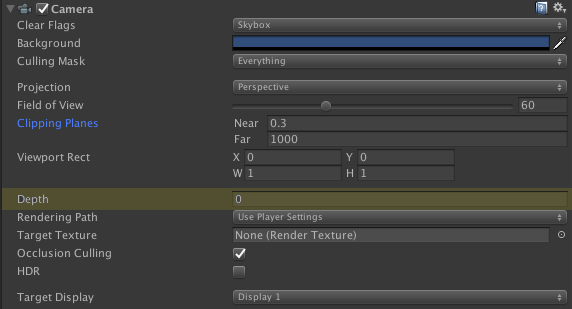 Camera
Clear Flags Skybox
Background
Culling Mask Everything
Projection Perspective
Field of View 60
Clipping Planes Near 0.3
Far 1000
Viewport Rect X 0 Y 0
W 1 H 1
Depth 0
Rendering Path Use Player Settings
Target Texture None (Render Texture)
Occlusion Culling
HDR
Target Display Display 1